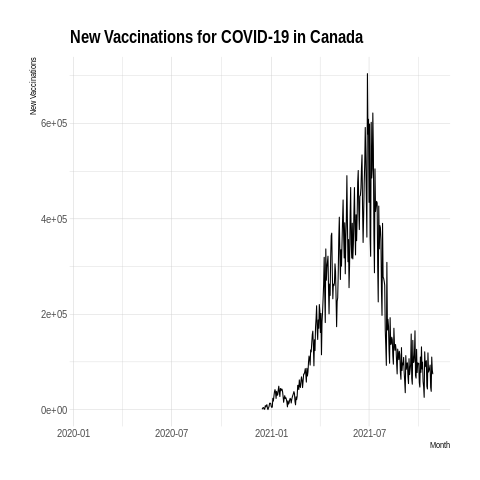 New Vaccinations for COVID-19 in Canada
New Vaccinations
6e+05
4e+05
2e+05
0e+00
2020-01 2020-07 2021-01 2021-07
Month